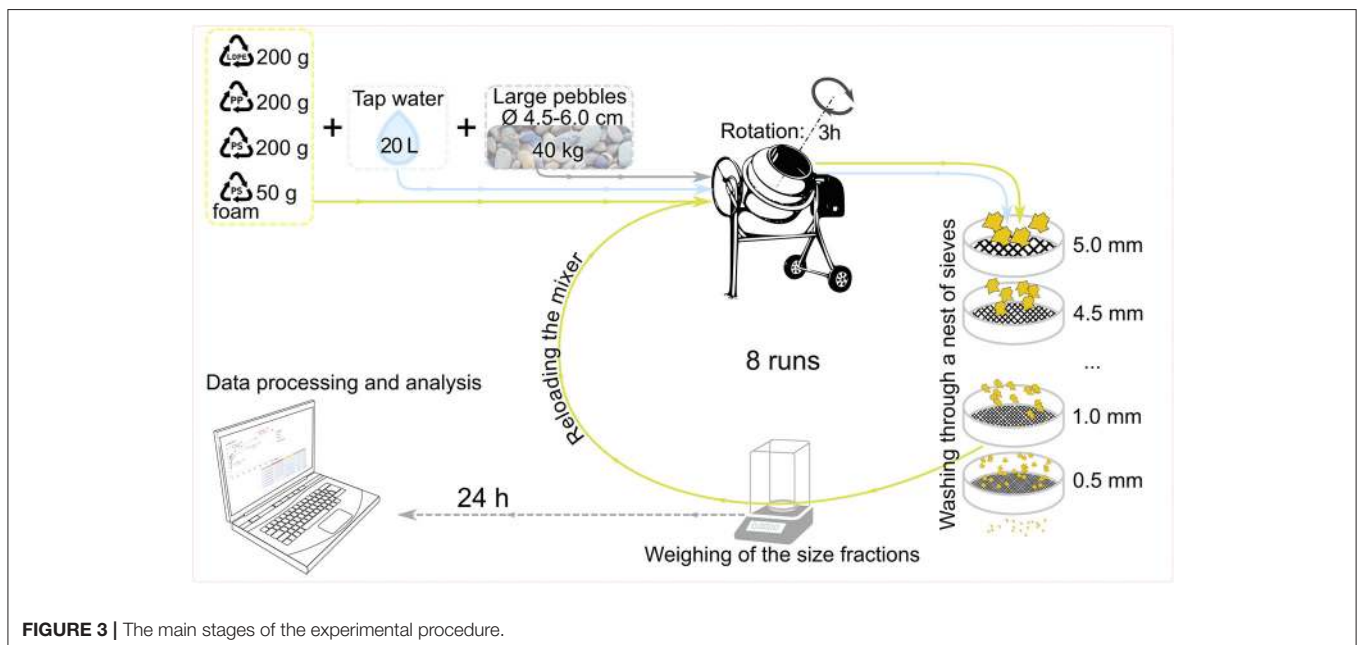 LDPE 200 g
PP 200 g
PS 200 g
PS 50 g
foam
+
Tap water
20 L
+
Large pebbles
Ø 4.5-6.0 cm
40 kg
Rotation: 3h
Washing through a nest of sieves
5.0 mm
4.5 mm
...
1.0 mm
0.5 mm
Reloading the mixer
8 runs
Data processing and analysis
24 h
Weighing of the size fractions
FIGURE 3 | The main stages of the experimental procedure.